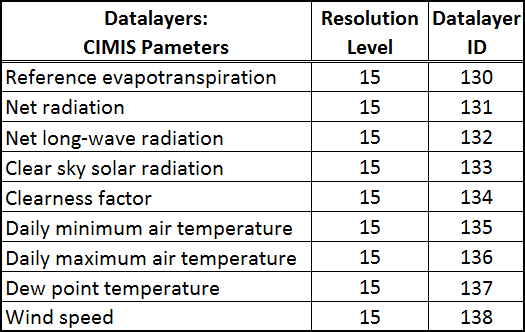 Datalayers: Resolution Datalayer
CIMIS Pameters Level ID
Reference evapotranspiration 15 130
Net radiation 15 131
Net long-wave radiation 15 132
Clear sky solar radiation 15 133
Clearness factor 15 134
Daily minimum air temperature 15 135
Daily maximum air temperature 15 136
Dew point temperature 15 137
Wind speed 15 138